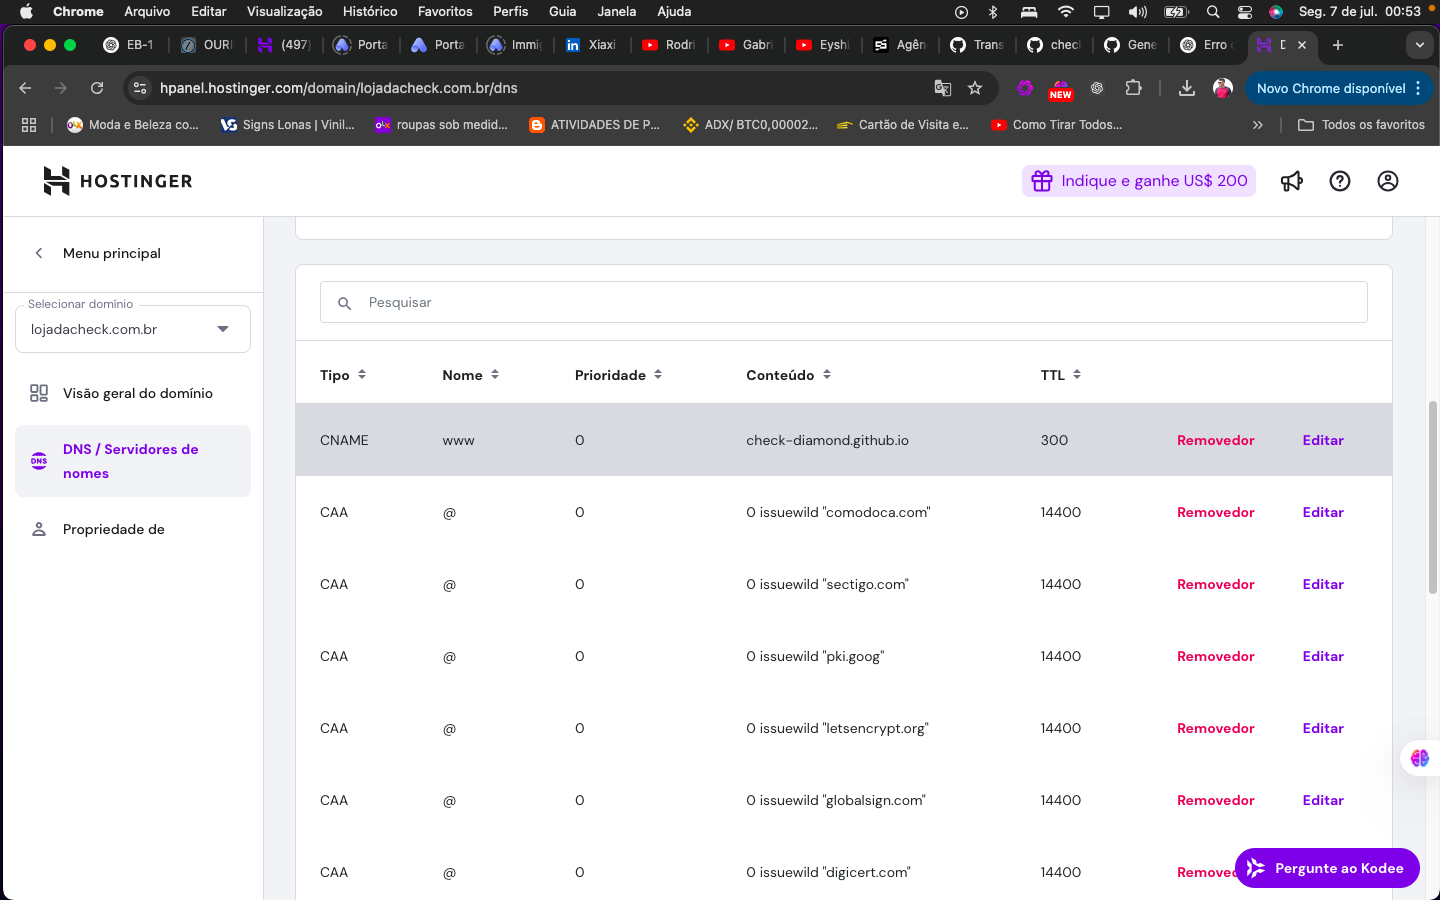 Chrome Arquivo Editar Visualização Histórico Favoritos Perfis Guia Janela Ajuda Seg. 7 de jul. 00:53
EB-1 OURI (497) Porta Porta Immig Xiaxi Rodri Gabri Eyshi Agên Trans chec Gene Erro
hpanel.hostinger.com/domain/lojadacheck.com.br/dns NEW Novo Chrome disponível
Moda e Beleza co... Signs Lonas | Vinil... roupas sob medid... ATIVIDADES DE P... ADX/ BTC0,00002... Cartão de Visita e... Como Tirar Todos... Todos os favoritos
HOSTINGER Indique e ganhe US$ 200
Menu principal
Selecionar domínio
lojadacheck.com.br
Visão geral do domínio
DNS DNS / Servidores de
nomes
Propriedade de
Pesquisar
Tipo Nome Prioridade Conteúdo TTL
CNAME www 0 check-diamond.github.io 300 Removedor Editar
CAA @ 0 0 issuewild "comodoca.com" 14400 Removedor Editar
CAA @ 0 0 issuewild "sectigo.com" 14400 Removedor Editar
CAA @ 0 0 issuewild "pki.goog" 14400 Removedor Editar
CAA @ 0 0 issuewild "letsencrypt.org" 14400 Removedor Editar
CAA @ 0 0 issuewild "globalsign.com" 14400 Removedor Editar
CAA @ 0 0 issuewild "digicert.com" 14400
Pergunte ao Kodee